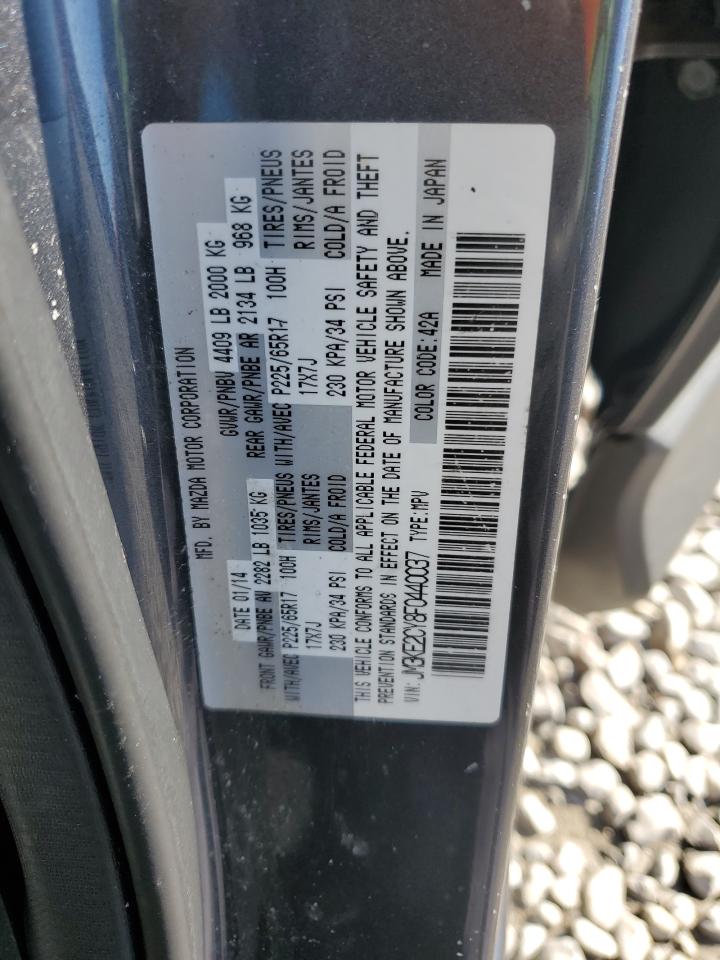 MFD. BY MAZDA MOTOR CORPORATION
DATE 01/14 GVWR/PNBV 4409 LB 2000 KG
FRONT GAWR/PNBE AV 2282 LB 1035 KG REAR GAWR/PNBE AR 2134 LB 968 KG
WITH/AVEC P225/65R17 100H TIRES/PNEUS WITH/AVEC P225/65R17 100H TIRES/PNEUS
17X7J RIMS/JANTES 17X7J RIMS/JANTES
230 KPA/34 PSI COLD/A FROID 230 KPA/34 PSI COLD/A FROID
THIS VEHICLE CONFORMS TO ALL APPLICABLE FEDERAL MOTOR VEHICLE SAFETY AND THEFT
PREVENTION STANDARDS IN EFFECT ON THE DATE OF MANUFACTURE SHOWN ABOVE.
VIN: JM3KE2CY8F0440037 TYPE: MPV COLOR CODE: 42A MADE IN JAPAN